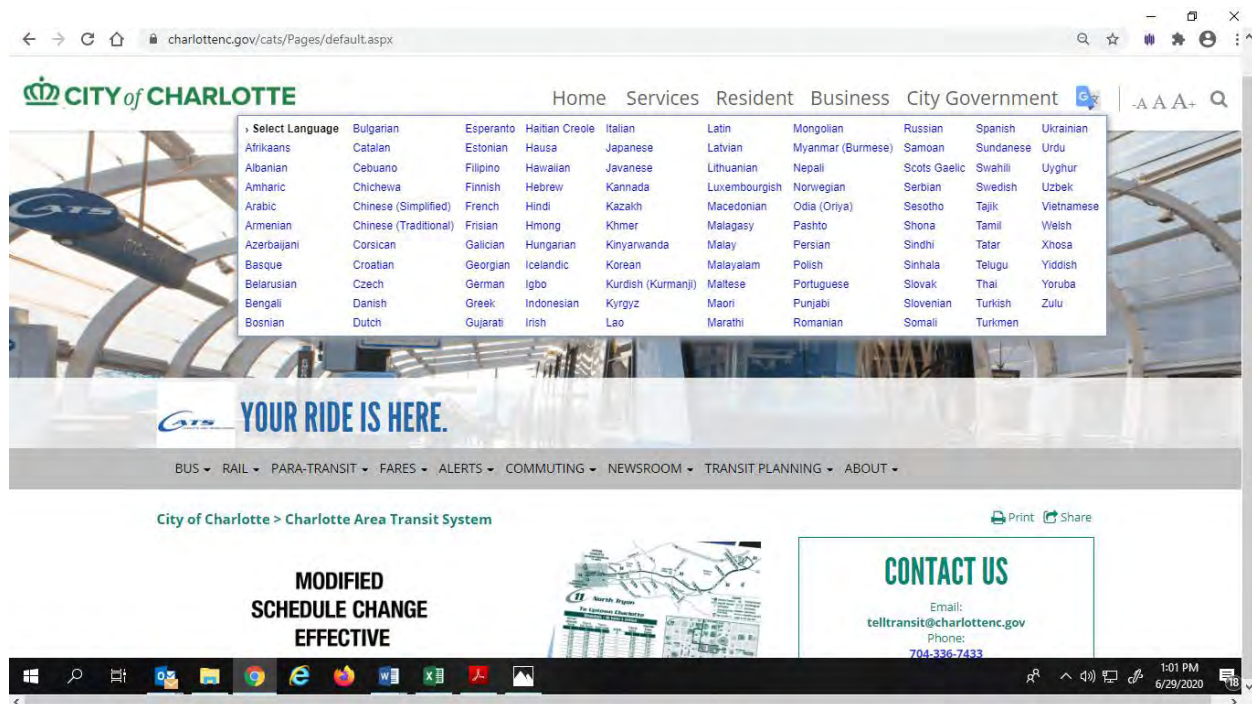 charlottenc.gov/cats/Pages/default.aspx
CITY of CHARLOTTE
Home Services Resident Business City Government
-A A A+
› Select Language Bulgarian Esperanto Haitian Creole Italian Latin Mongolian Russian Spanish Ukrainian
Afrikaans Catalan Estonian Hausa Japanese Latvian Myanmar (Burmese) Samoan Sundanese Urdu
Albanian Cebuano Filipino Hawaiian Javanese Lithuanian Nepali Scots Gaelic Swahili Uyghur
Amharic Chichewa Finnish Hebrew Kannada Luxembourgish Norwegian Serbian Swedish Uzbek
Arabic Chinese (Simplified) French Hindi Kazakh Macedonian Odia (Oriya) Sesotho Tajik Vietnamese
Armenian Chinese (Traditional) Frisian Hmong Khmer Malagasy Pashto Shona Tamil Welsh
Azerbaijani Corsican Galician Hungarian Kinyarwanda Malay Persian Sindhi Tatar Xhosa
Basque Croatian Georgian Icelandic Korean Malayalam Polish Sinhala Telugu Yiddish
Belarusian Czech German Igbo Kurdish (Kurmanji) Maltese Portuguese Slovak Thai Yoruba
Bengali Danish Greek Indonesian Kyrgyz Maori Punjabi Slovenian Turkish Zulu
Bosnian Dutch Gujarati Irish Lao Marathi Romanian Somali Turkmen
CATS
CATS YOUR RIDE IS HERE.
BUS RAIL PARA-TRANSIT FARES ALERTS COMMUTING NEWSROOM TRANSIT PLANNING ABOUT
City of Charlotte > Charlotte Area Transit System
Print Share
MODIFIED
SCHEDULE CHANGE
EFFECTIVE
11 North Tryon
To Uptown Charlotte
CONTACT US
Email:
telltransit@charlottenc.gov
Phone:
704-336-7433
1:01 PM
6/29/2020
18